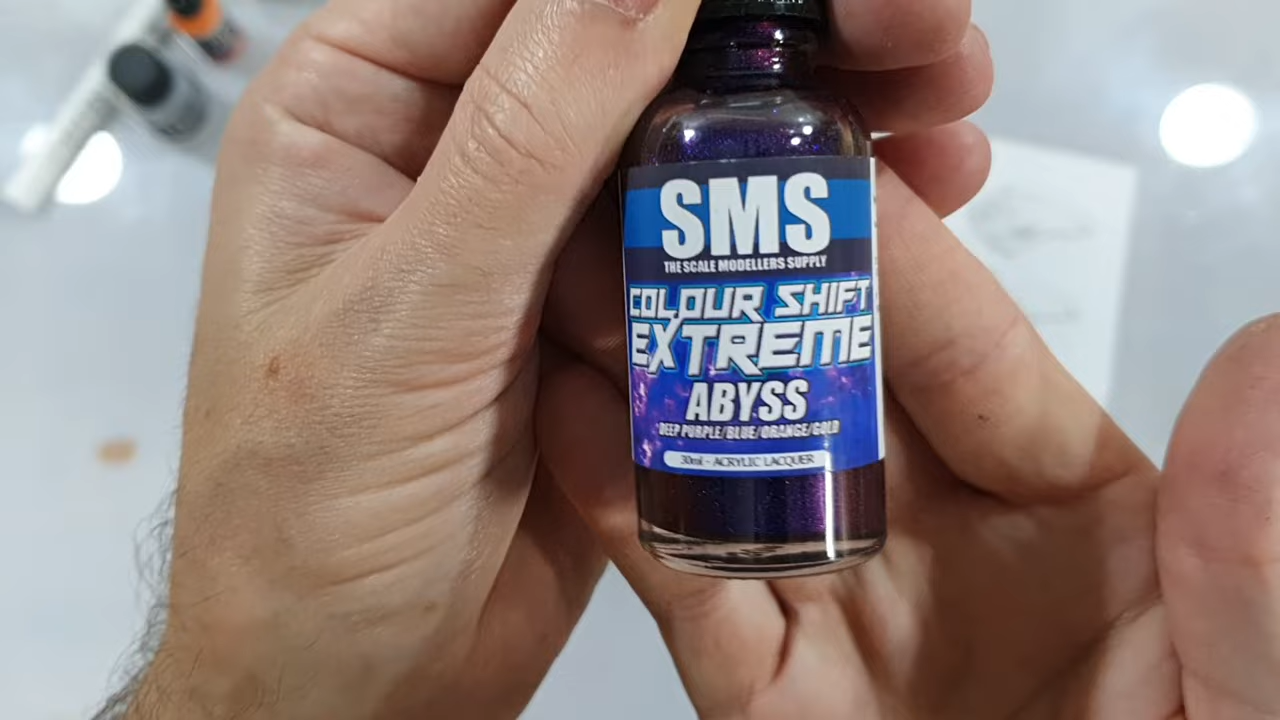 SMS
THE SCALE MODELLERS SUPPLY
COLOUR SHIFT
EXTREME
ABYSS
DEEP PURPLE/BLUE/ORANGE/GOLD
30ml - ACRYLIC LACQUER